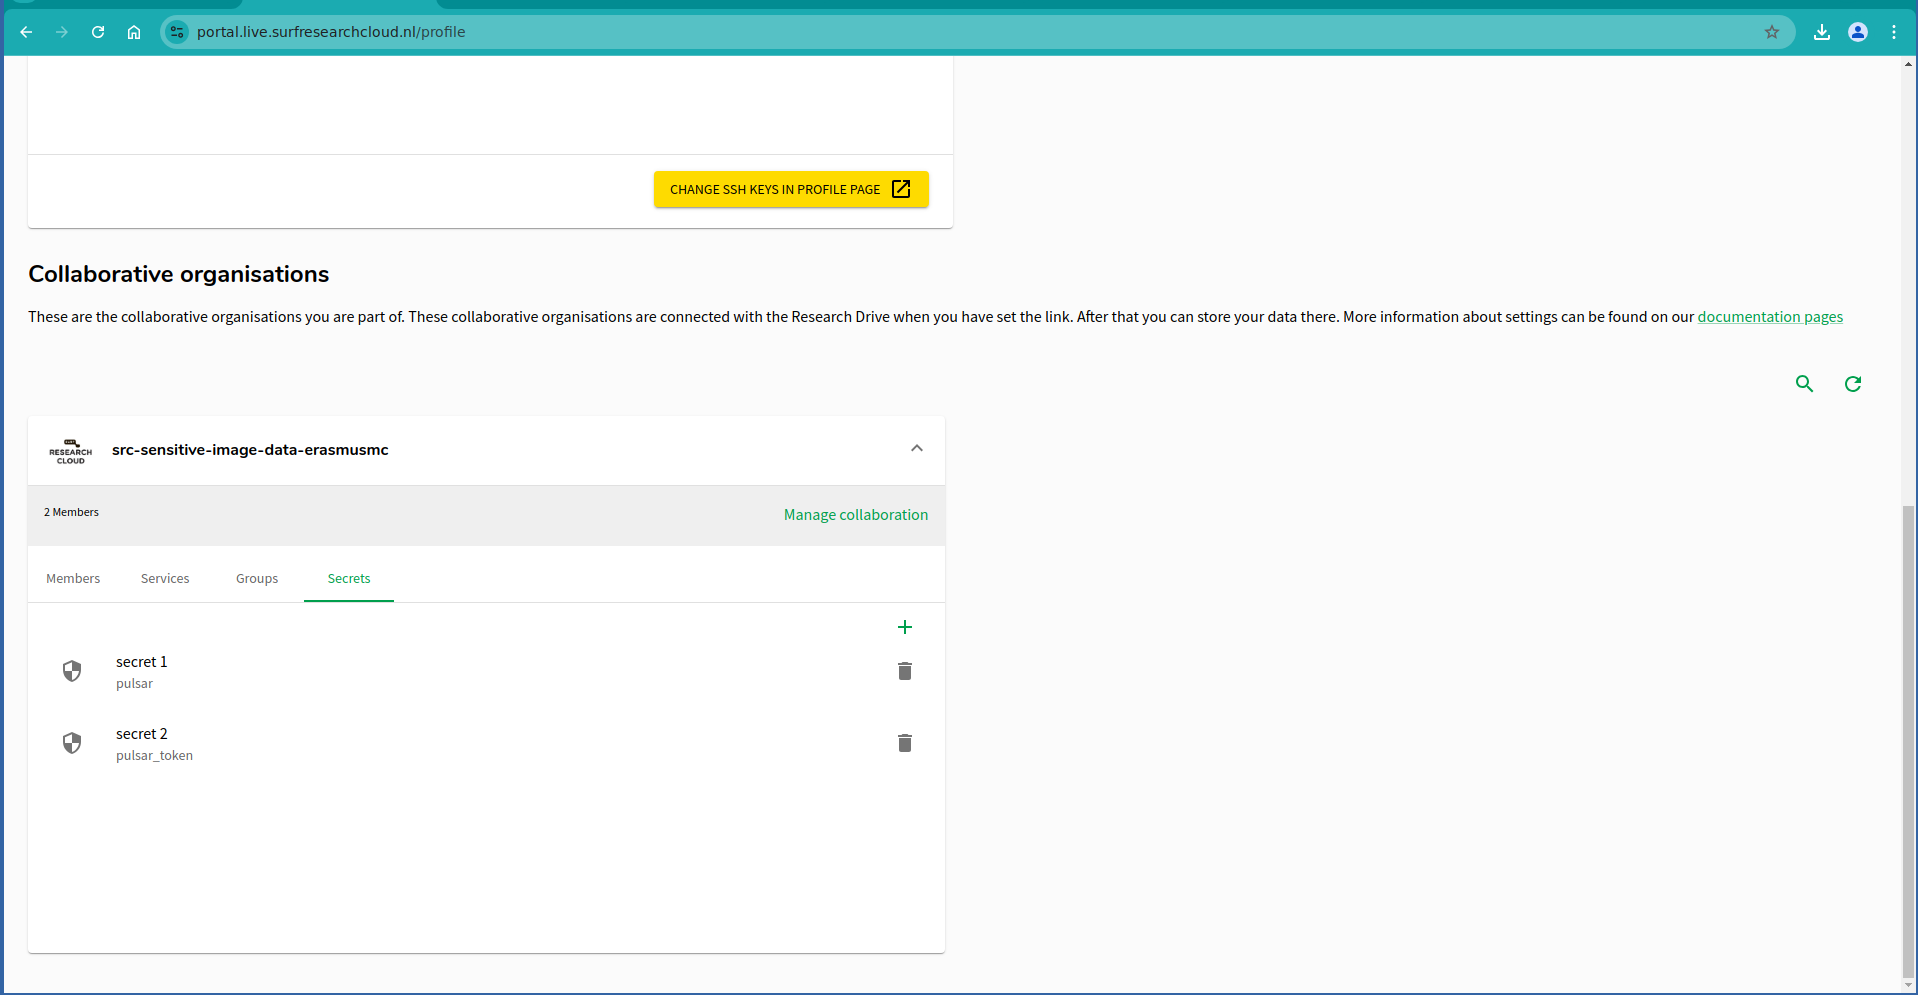 portal.live.surfresearchcloud.nl/profile
CHANGE SSH KEYS IN PROFILE PAGE
Collaborative organisations
These are the collaborative organisations you are part of. These collaborative organisations are connected with the Research Drive when you have set the link. After that you can store your data there. More information about settings can be found on our documentation pages
RESEARCH
CLOUD
src-sensitive-image-data-erasmusmc
2 Members
Manage collaboration
Members Services Groups Secrets
secret 1
pulsar
secret 2
pulsar_token